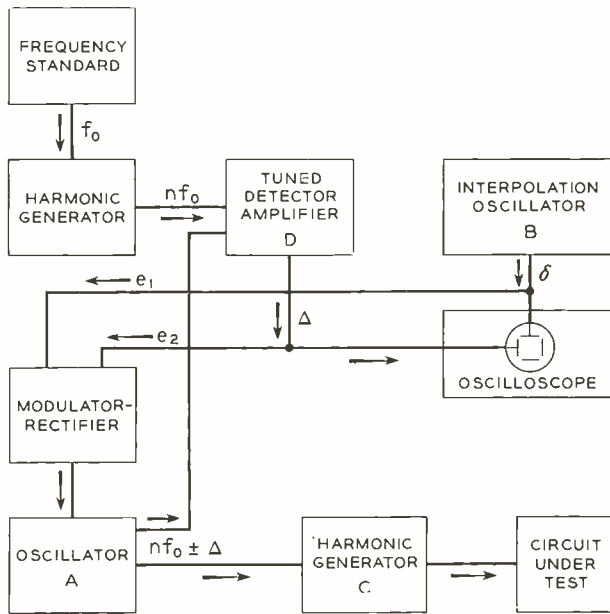 FREQUENCY
STANDARD
f₀
HARMONIC
GENERATOR
nf₀
TUNED
DETECTOR
AMPLIFIER
D
INTERPOLATION
OSCILLATOR
B
δ
e₁
Δ
e₂
OSCILLOSCOPE
MODULATOR-
RECTIFIER
OSCILLATOR
A
nf₀ ± Δ
HARMONIC
GENERATOR
C
CIRCUIT
UNDER
TEST